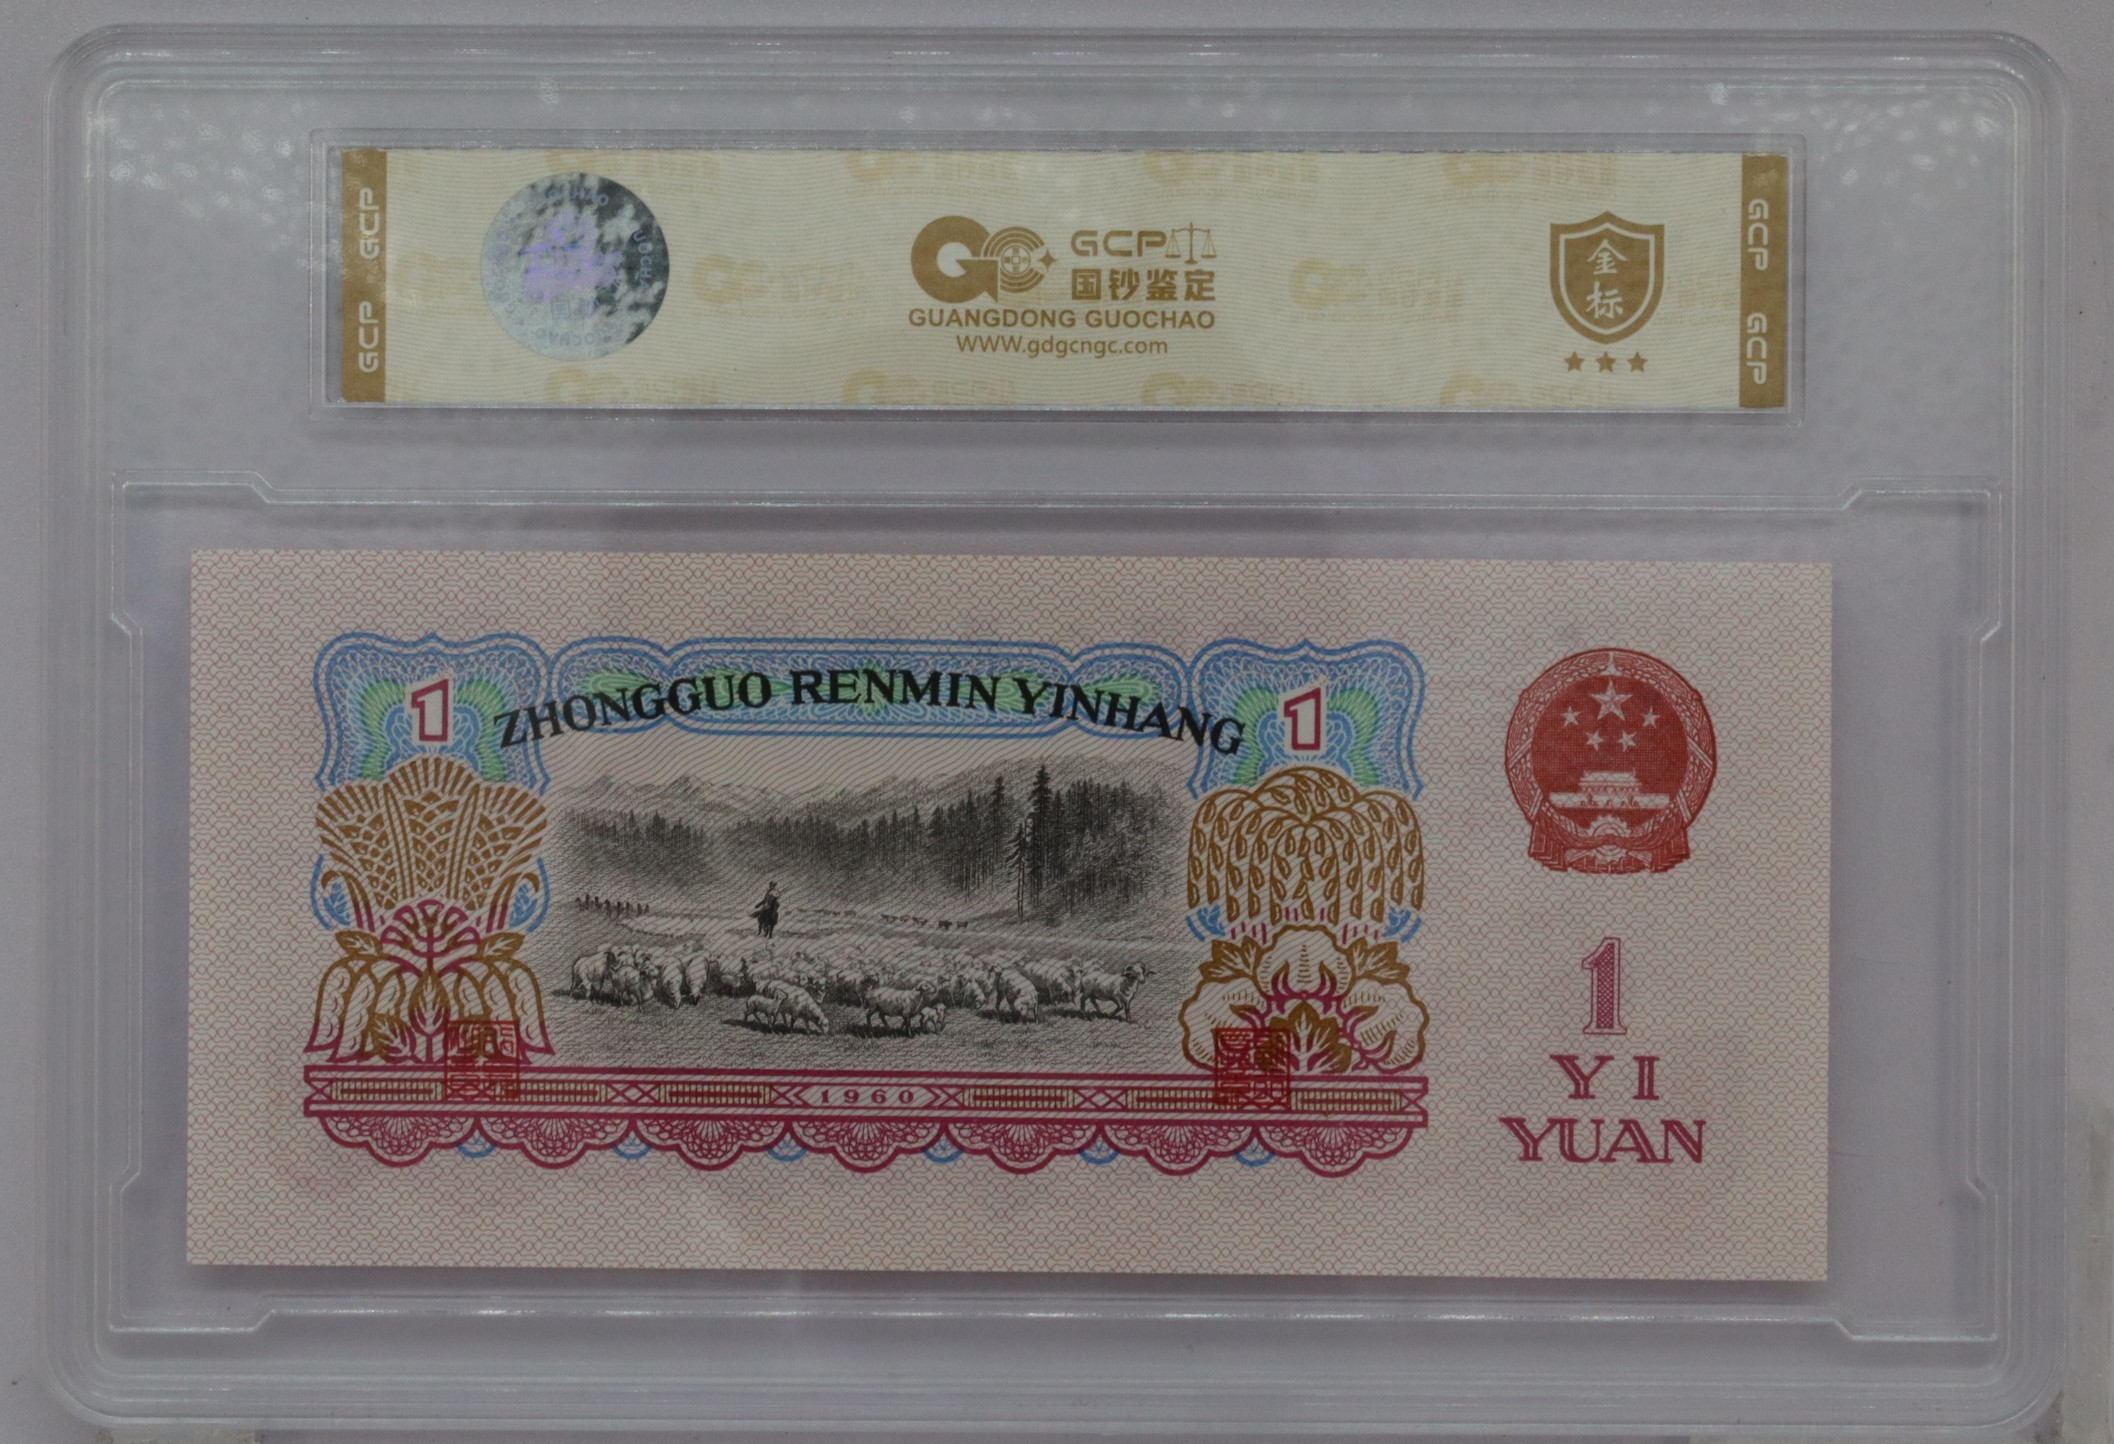 GCP
GCP
GCP
国钞鉴定
GUANGDONG GUOCHAO
WWW.gdgcngc.com
金
标
GCP
GCP
1
ZHONGGUO RENMIN YINHANG
1
1960
1
YI
YUAN